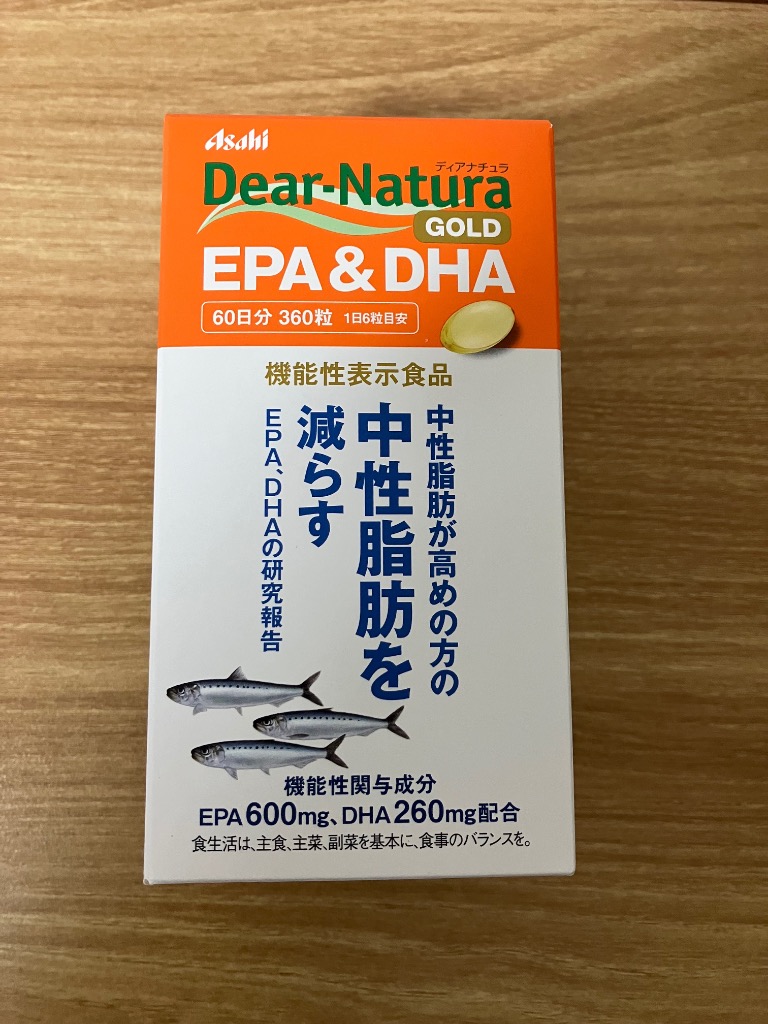 Asahi
ディアナチュラ
Dear-Natura
GOLD
EPA & DHA
60日分 360粒 1日6粒目安
機能性表示食品
中性脂肪が高めの方の
中性脂肪を
減らす
EPA、DHAの研究報告
機能性関与成分
EPA 600mg、DHA 260mg配合
食生活は、主食、主菜、副菜を基本に、食事のバランスを。